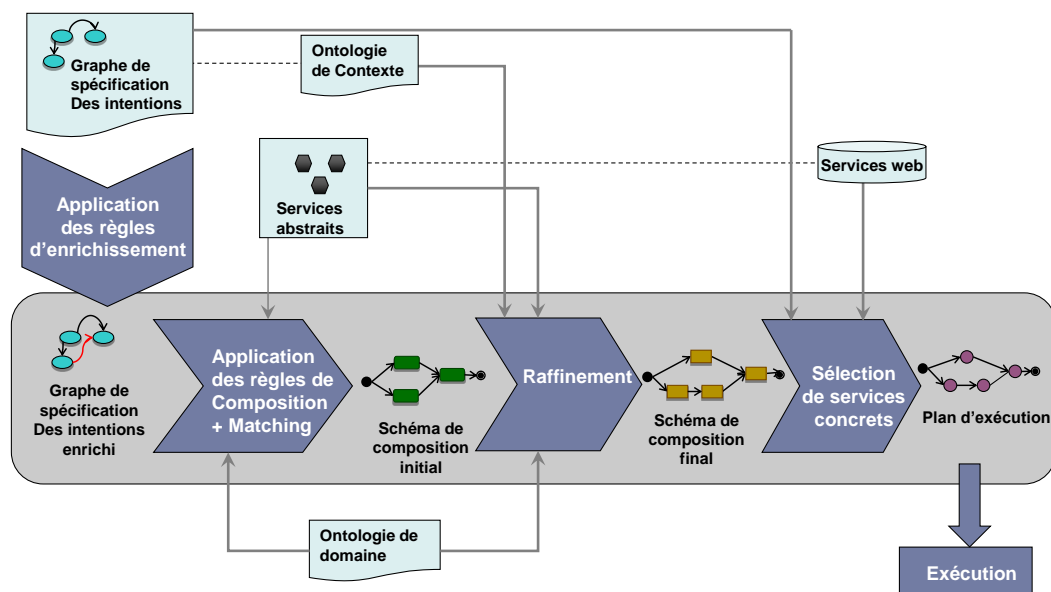 Graphe de
spécification
Des intentions
Ontologie
de Contexte
Services
abstraits
Services web
Application
des règles
d'enrichissement
Graphe de
spécification
Des intentions
enrichi
Application
des règles de
Composition
+ Matching
Schéma de
composition
initial
Raffinement
Schéma de
composition
final
Sélection
de services
concrets
Plan d'exécution
Ontologie de
domaine
Exécution